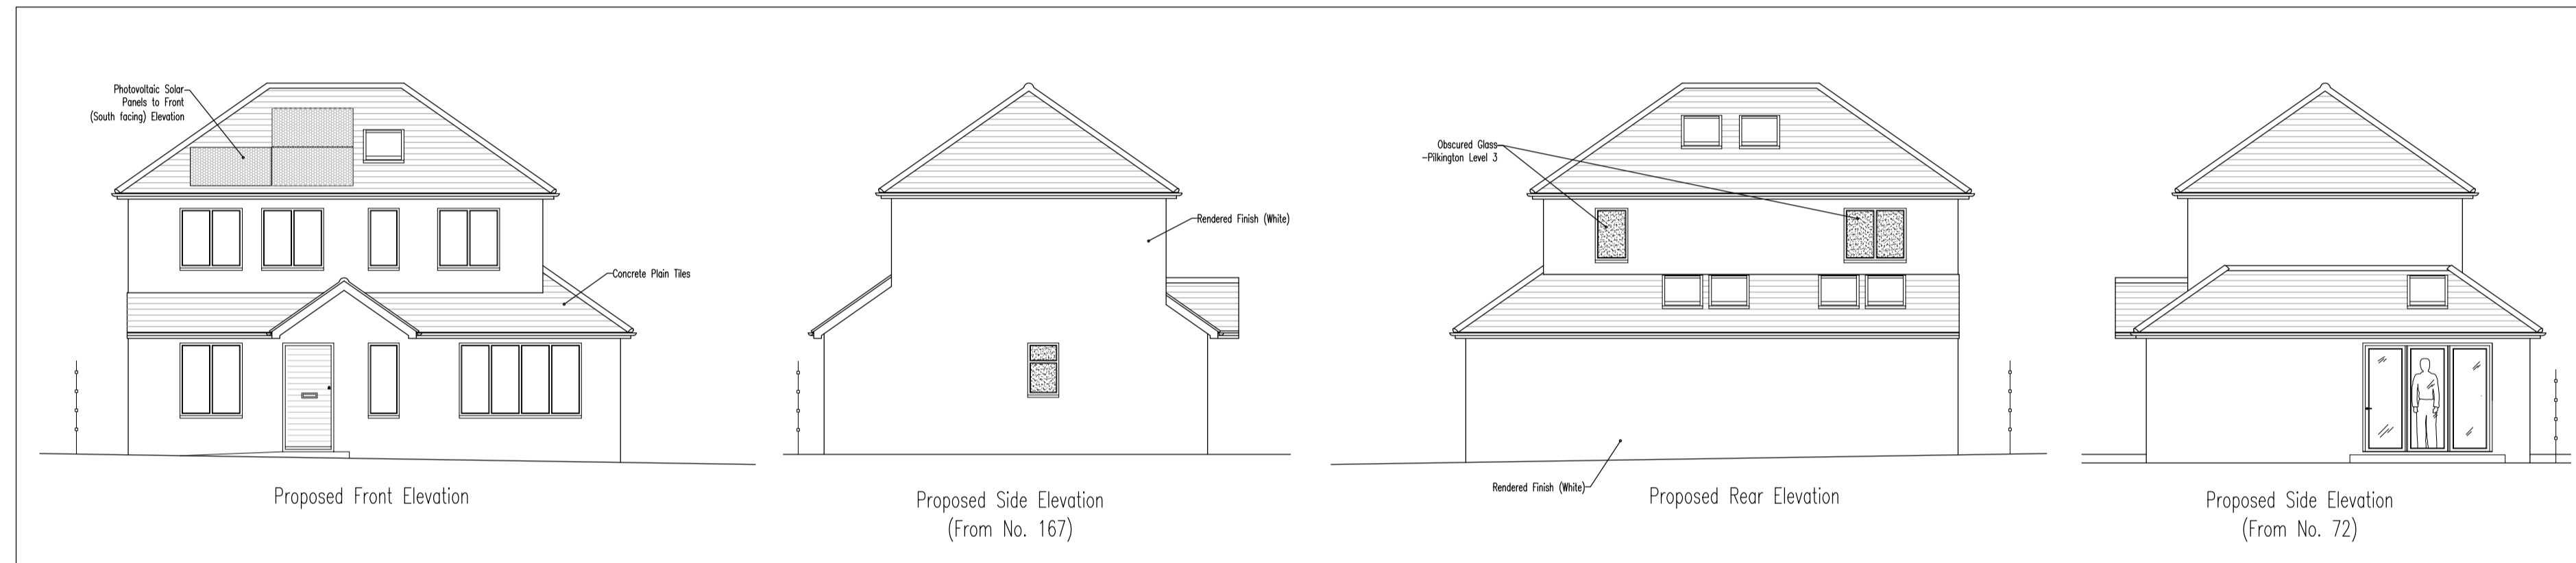 Photovoltaic Solar
Panels to Front
(South facing) Elevation
Concrete Plain Tiles
Proposed Front Elevation
Rendered Finish (White)
Proposed Side Elevation
(From No. 167)
Obscured Glass
-Pilkington Level 3
Rendered Finish (White)
Proposed Rear Elevation
Proposed Side Elevation
(From No. 72)